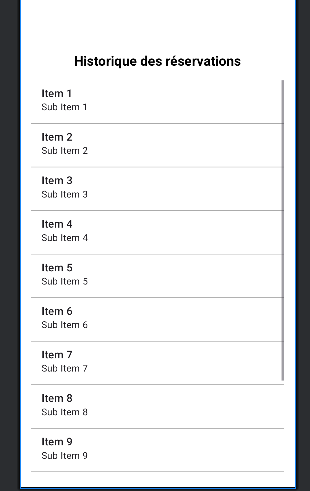 Historique des réservations
Item 1
Sub Item 1
Item 2
Sub Item 2
Item 3
Sub Item 3
Item 4
Sub Item 4
Item 5
Sub Item 5
Item 6
Sub Item 6
Item 7
Sub Item 7
Item 8
Sub Item 8
Item 9
Sub Item 9